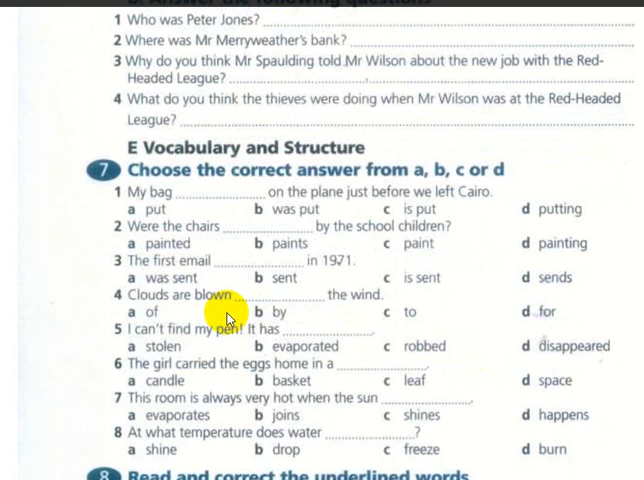 D. Answer the following questions
1 Who was Peter Jones? ...............
2 Where was Mr Merryweather's bank? ...............
3 Why do you think Mr Spaulding told Mr Wilson about the new job with the Red-
Headed League? ...............
4 What do you think the thieves were doing when Mr Wilson was at the Red-Headed
League? ...............
E Vocabulary and Structure
7 Choose the correct answer from a, b, c or d
1 My bag ............... on the plane just before we left Cairo.
a put b was put c is put d putting
2 Were the chairs ............... by the school children?
a painted b paints c paint d painting
3 The first email ............... in 1971.
a was sent b sent c is sent d sends
4 Clouds are blown ............... the wind.
a of b by c to d for
5 I can't find my pen! It has ...............
a stolen b evaporated c robbed d disappeared
6 The girl carried the eggs home in a ...............
a candle b basket c leaf d space
7 This room is always very hot when the sun ...............
a evaporates b joins c shines d happens
8 At what temperature does water ...............?
a shine b drop c freeze d burn
8 Read and correct the underlined words